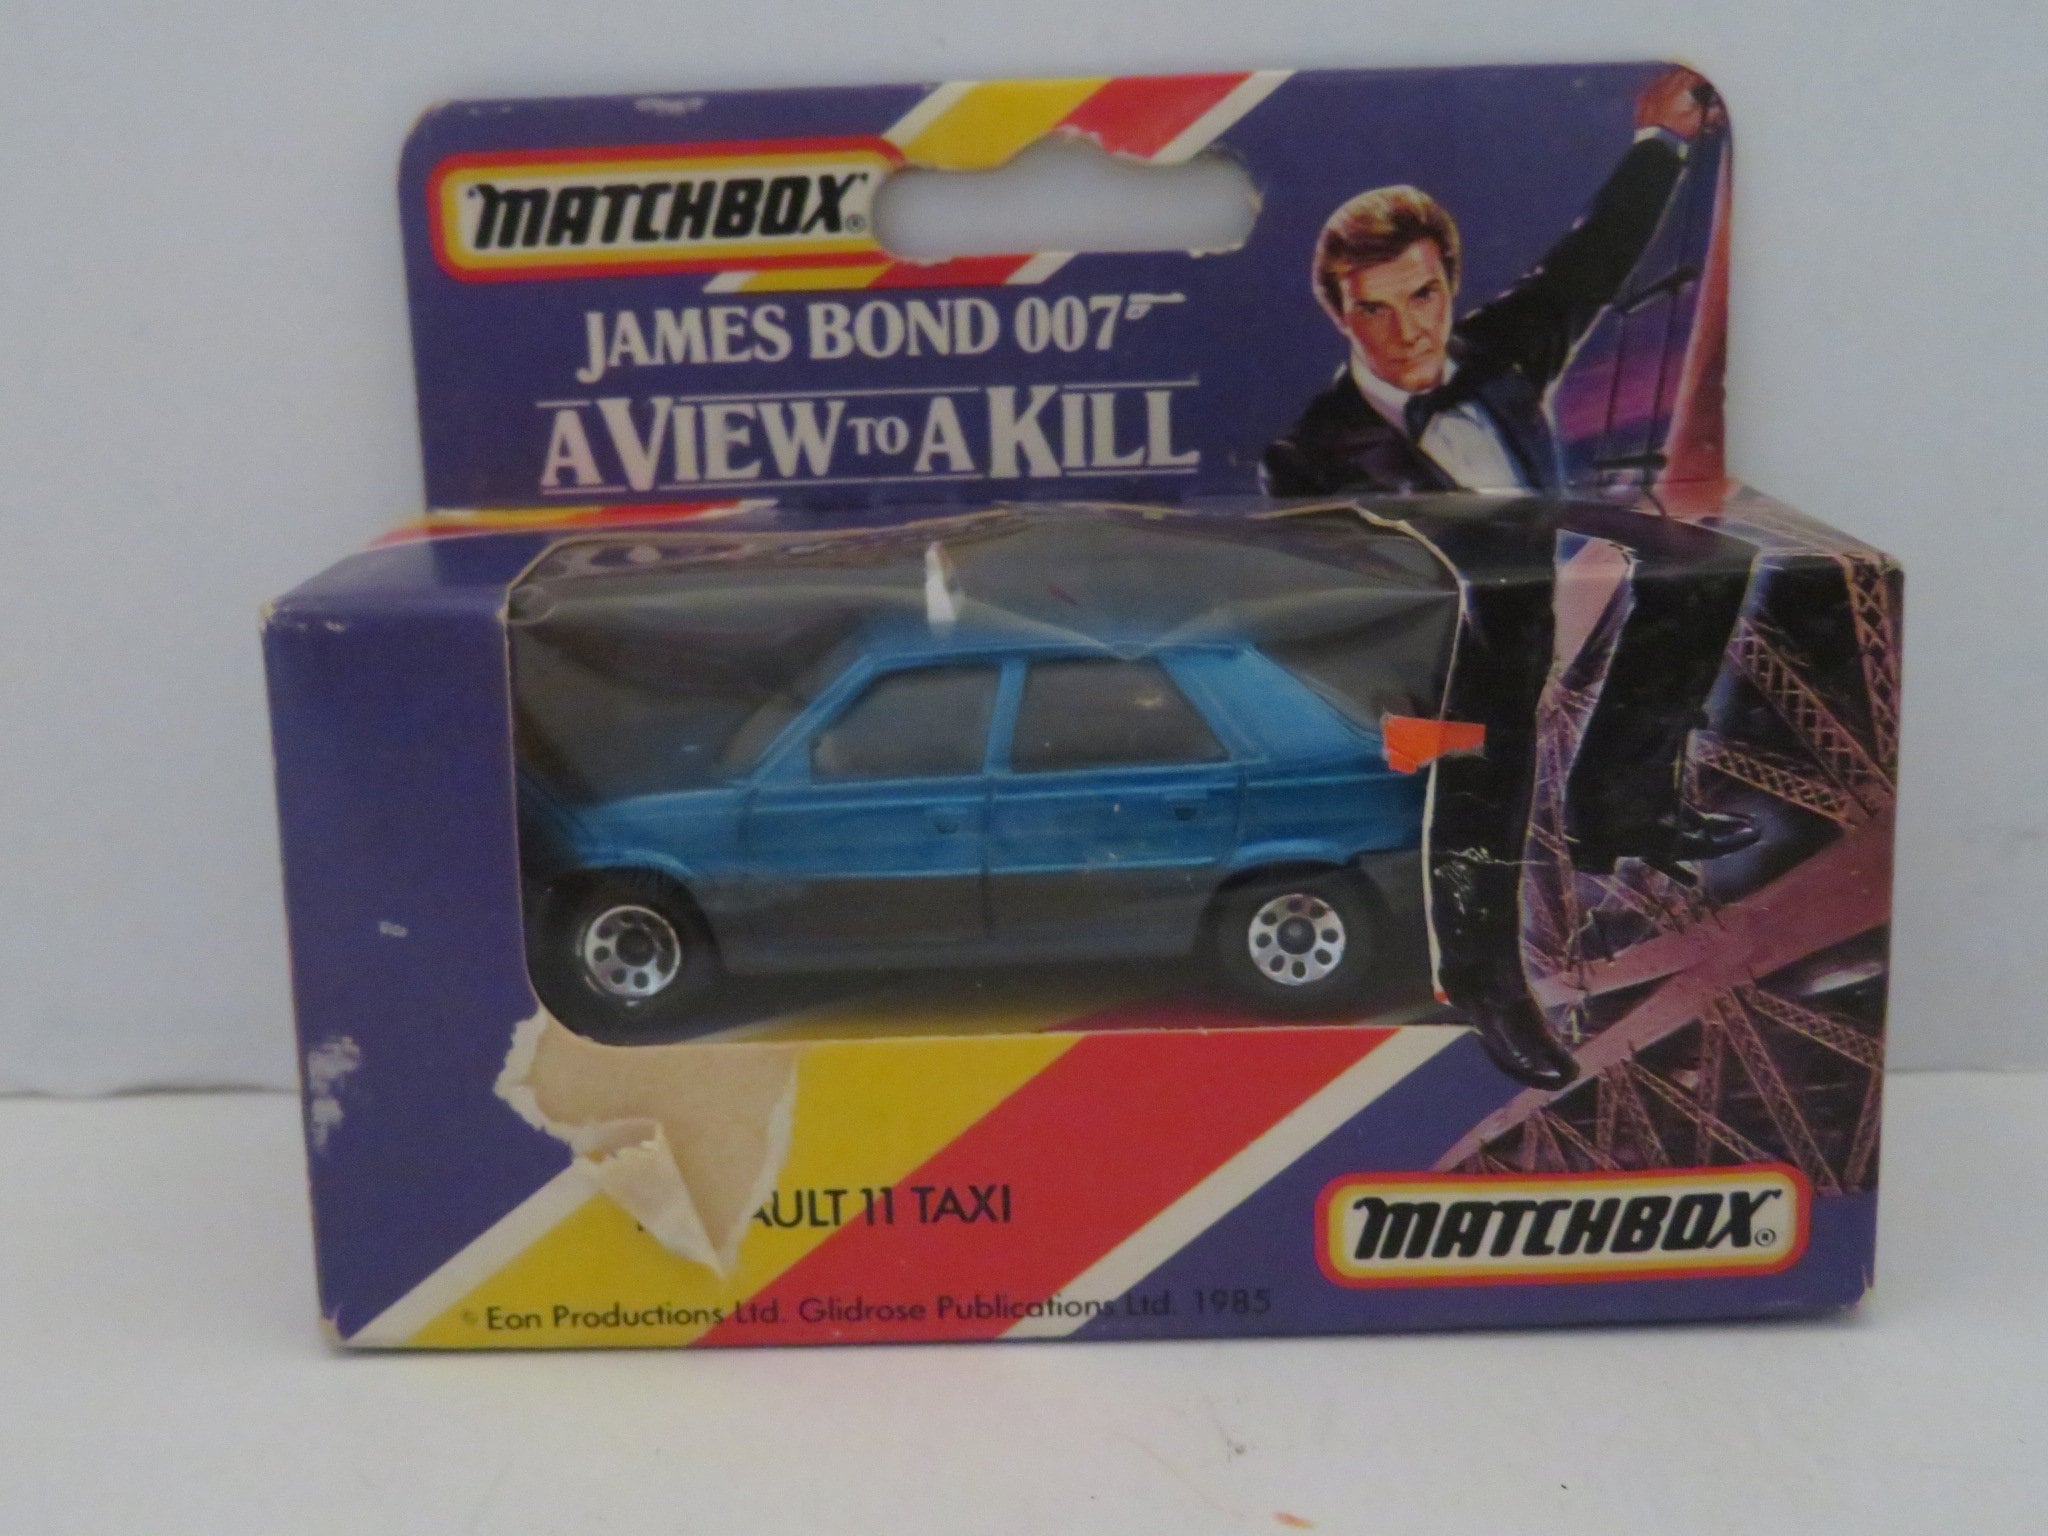 MATCHBOX®
JAMES BOND 007
A VIEW TO A KILL
AULT 11 TAXI
MATCHBOX®
© Eon Productions Ltd. Glidrose Publications Ltd. 1985